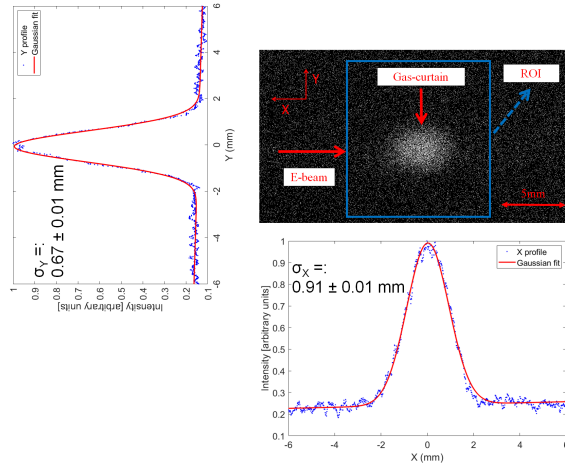 Y profile
Gaussian fit
σY =:
0.67 ± 0.01 mm
Intensity [arbitrary units]
0.1 0.2 0.3 0.4 0.5 0.6 0.7 0.8 0.9 1
-6 -4 -2 0 2 4 6
Y (mm)
Gas-curtain
ROI
Y
X
E-beam
5mm
σX =:
0.91 ± 0.01 mm
X profile
Gaussian fit
Intensity [arbitrary units]
1
0.9
0.8
0.7
0.6
0.5
0.4
0.3
0.2
0.1
-6 -4 -2 0 2 4 6
X (mm)